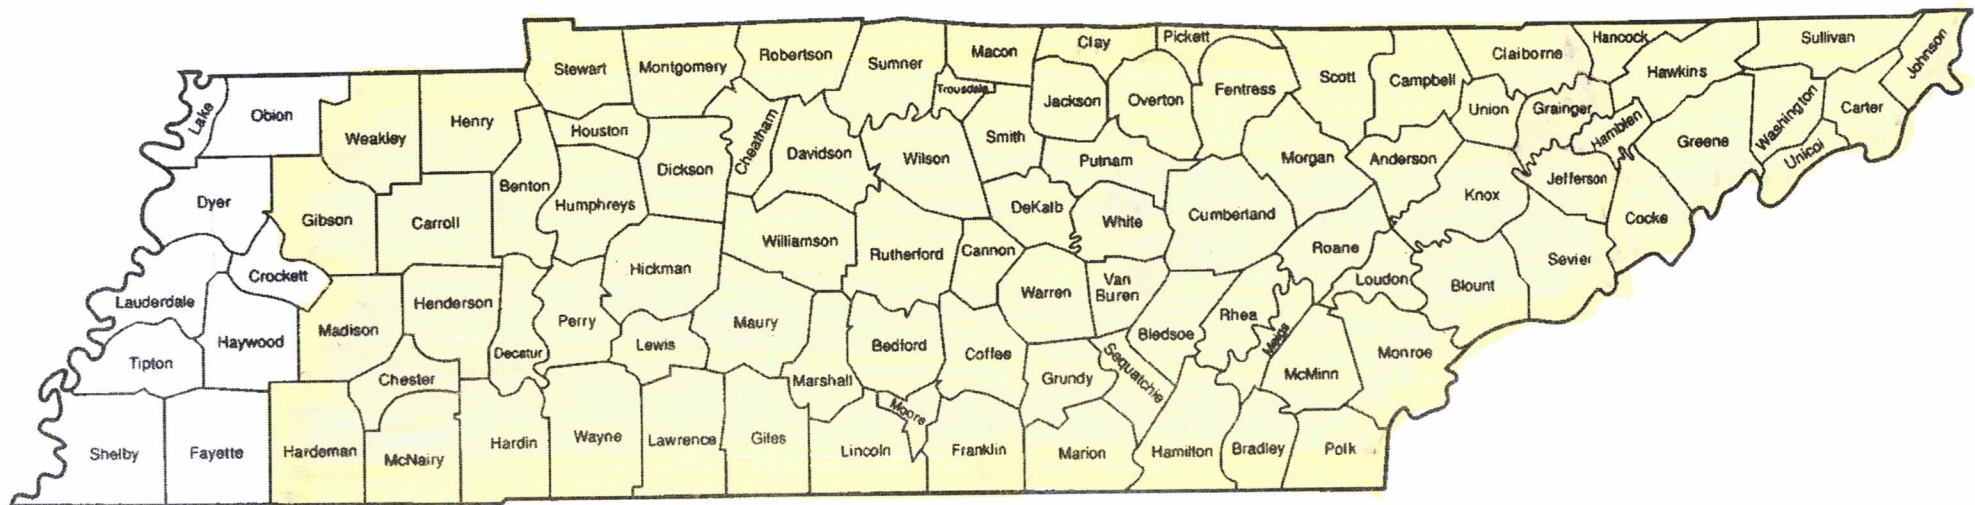 Lake
Obion
Weakley
Henry
Stewart
Montgomery
Robertson
Sumner
Macon
Trousdale
Clay
Pickett
Jackson
Overton
Fentress
Scott
Campbell
Claiborne
Hancock
Hawkins
Sullivan
Johnson
Union
Grainger
Hamblen
Greene
Washington
Carter
Unicoi
Houston
Cheatham
Smith
Dickson
Davidson
Wilson
Putnam
Morgan
Anderson
Knox
Jefferson
Dyer
Gibson
Carroll
Benton
Humphreys
DeKalb
White
Cumberland
Cocke
Crockett
Hickman
Williamson
Rutherford
Cannon
Roane
Loudon
Blount
Sevier
Lauderdale
Haywood
Madison
Henderson
Perry
Maury
Warren
Van
Buren
Bledsoe
Rhea
Meigs
Tipton
Chester
Decatur
Lewis
Marshall
Bedford
Coffee
Grundy
Sequatchie
McMinn
Monroe
Shelby
Fayette
Hardeman
McNairy
Hardin
Wayne
Lawrence
Giles
Lincoln
Moore
Franklin
Marion
Hamilton
Bradley
Polk